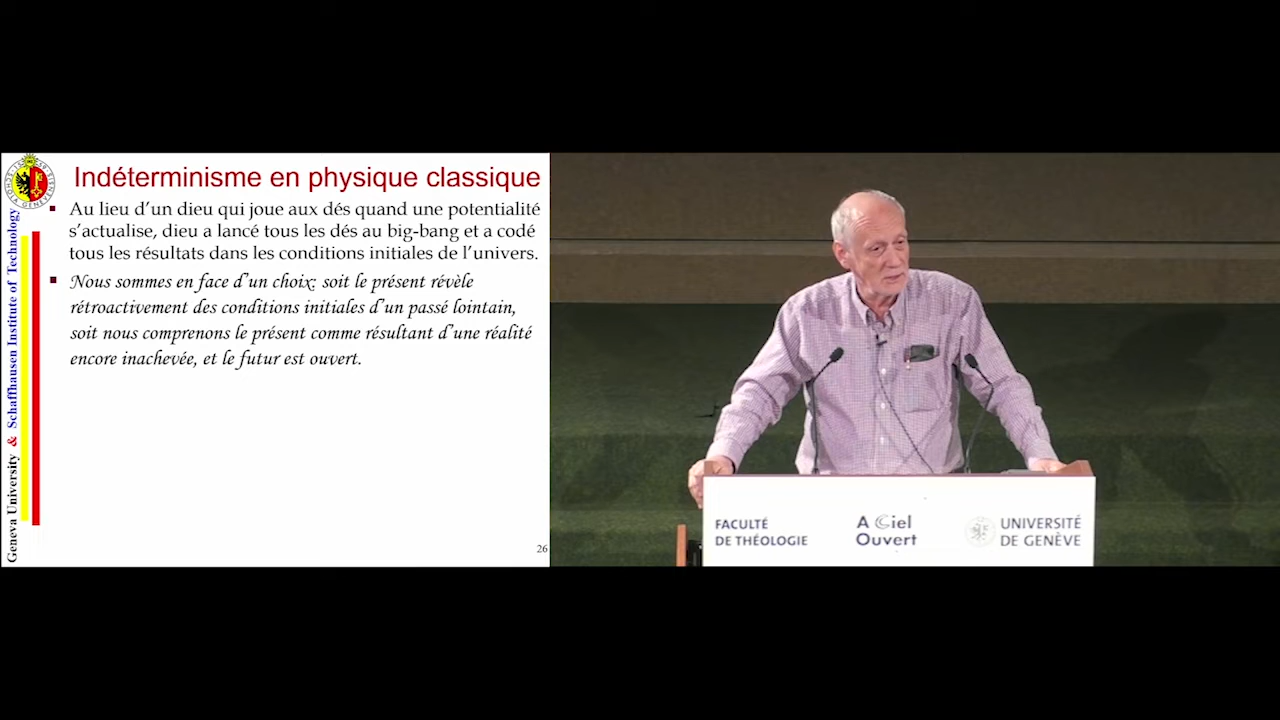 Indéterminisme en physique classique
Au lieu d'un dieu qui joue aux dés quand une potentialité
s'actualise, dieu a lancé tous les dés au big-bang et a codé
tous les résultats dans les conditions initiales de l'univers.
Nous sommes en face d'un choix: soit le présent révèle
rétroactivement des conditions initiales d'un passé lointain,
soit nous comprenons le présent comme résultant d'une réalité
encore inachevée, et le futur est ouvert.
Geneva University & Schaffhausen Institute of Technology
26
FACULTÉ
DE THÉOLOGIE
A Ciel
Ouvert
UNIVERSITÉ
DE GENÈVE